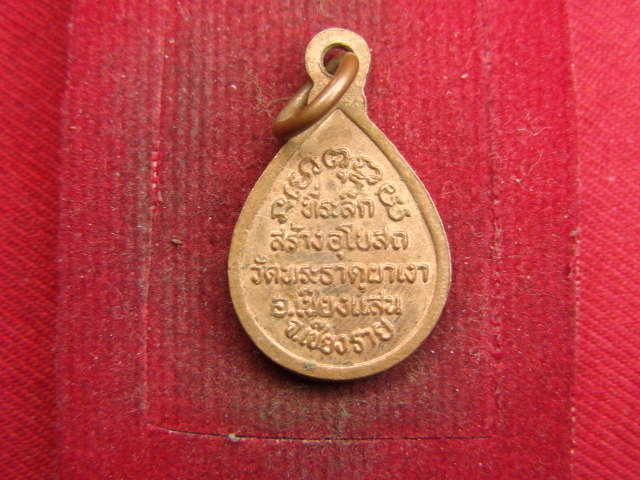 ที่ระลึก
สร้างอุโบสถ
วัดพระธาตุผาเงา
อ.เชียงแสน
จ.เชียงราย